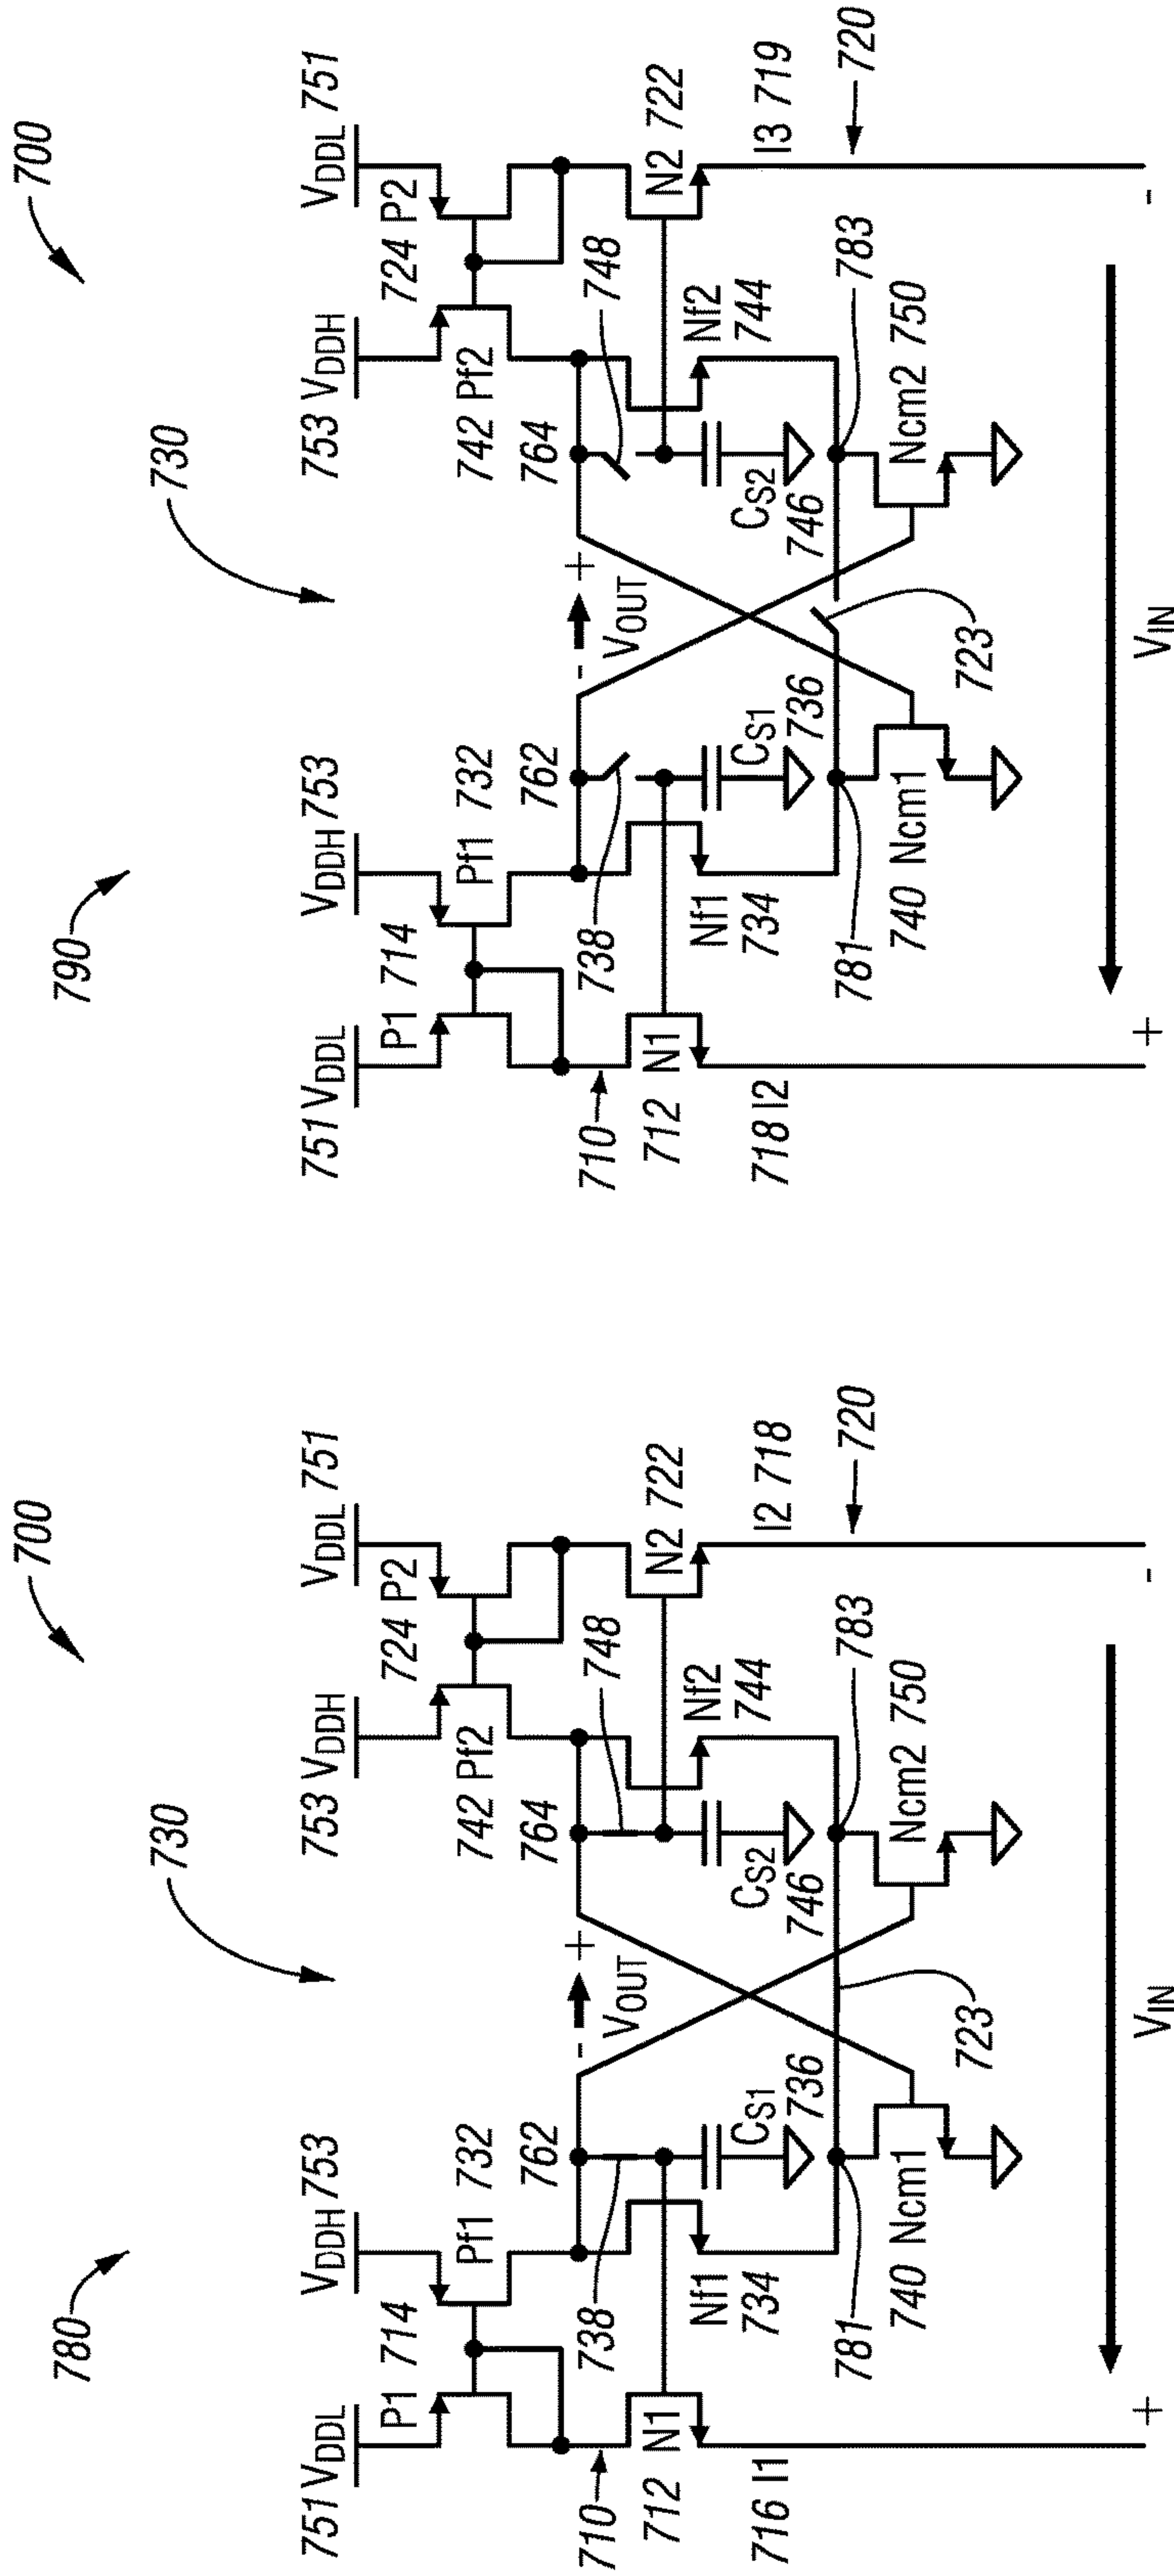 700
780
730
751 VDDL
VDDH 753
753 VDDH
VDDL 751
P1 714
Pf1 732
742 Pf2
724 P2
762
764
- VOUT +
710
738
748
712 N1
Nf1 734
CS1 736
CS2 746
Nf2 744
N2 722
716 I1
I2 718
720
781
740 Ncm1
723
Ncm2 750
783
+ VIN -
700
790
730
751 VDDL
VDDH 753
753 VDDH
VDDL 751
P1 714
Pf1 732
742 Pf2
724 P2
762
764
- VOUT +
710
738
748
712 N1
Nf1 734
CS1 736
CS2 746
Nf2 744
N2 722
718 I2
I3 719
720
781
740 Ncm1
723
Ncm2 750
783
+ VIN -